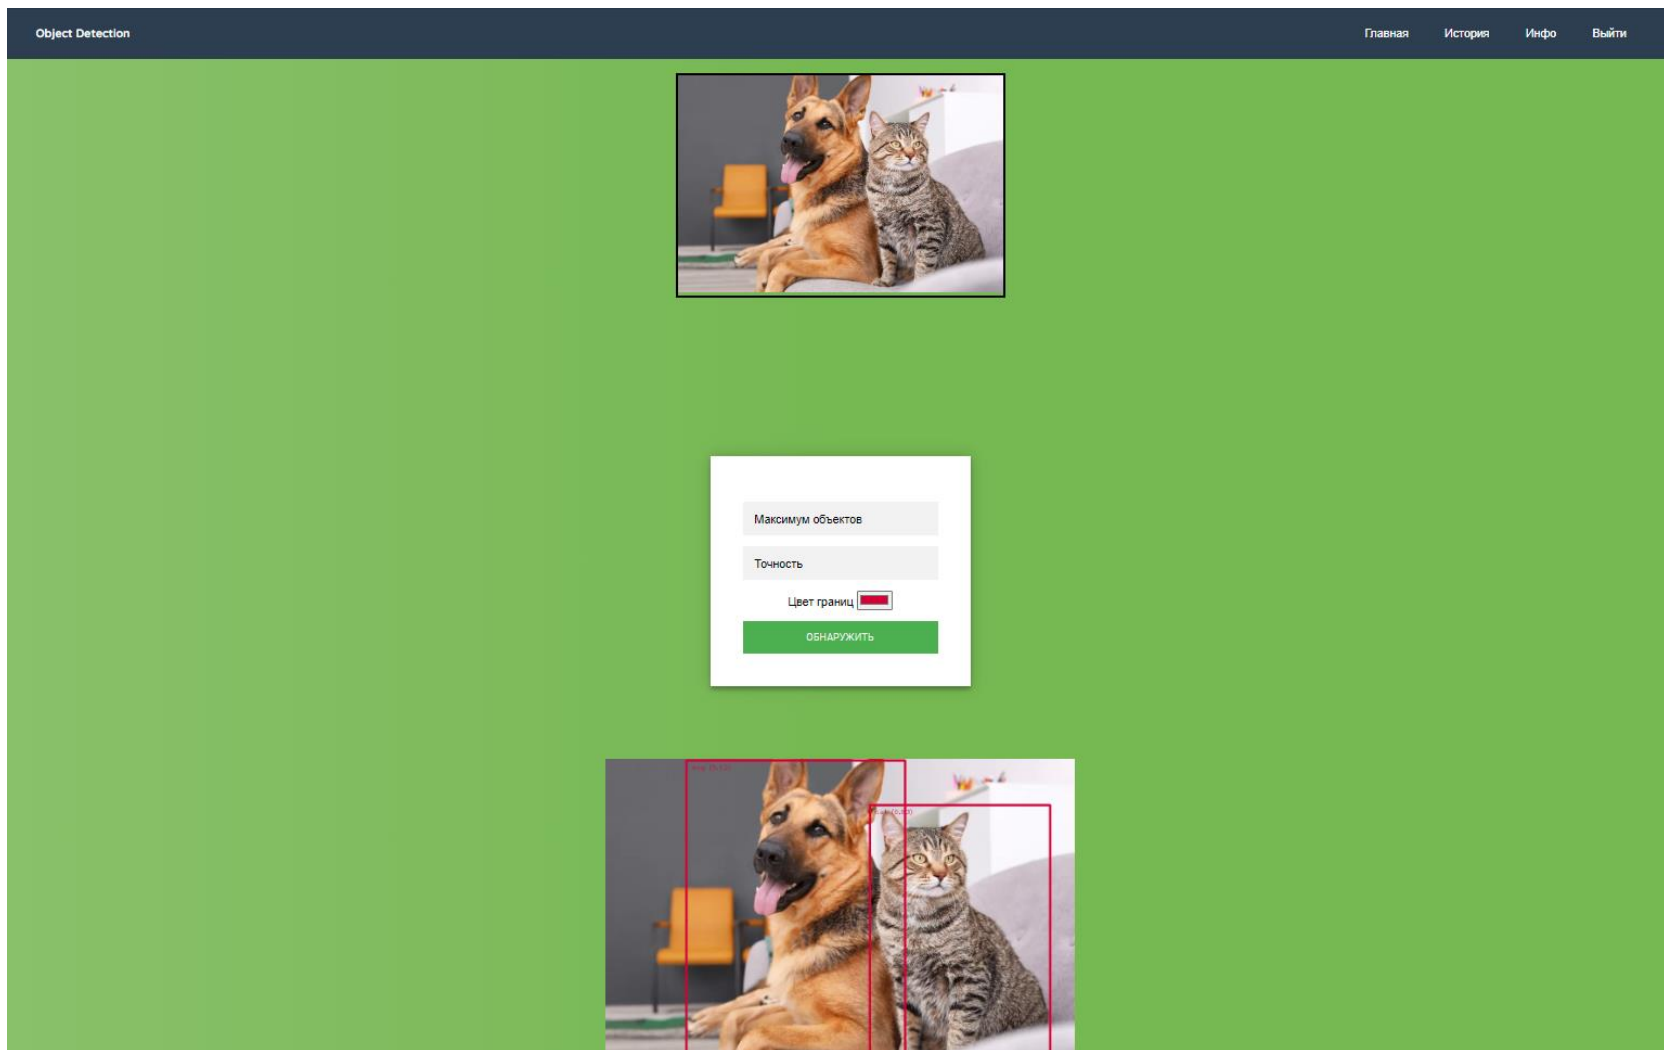 Object Detection
Главная
История
Инфо
Выйти
Максимум объектов
Точность
Цвет границ
ОБНАРУЖИТЬ